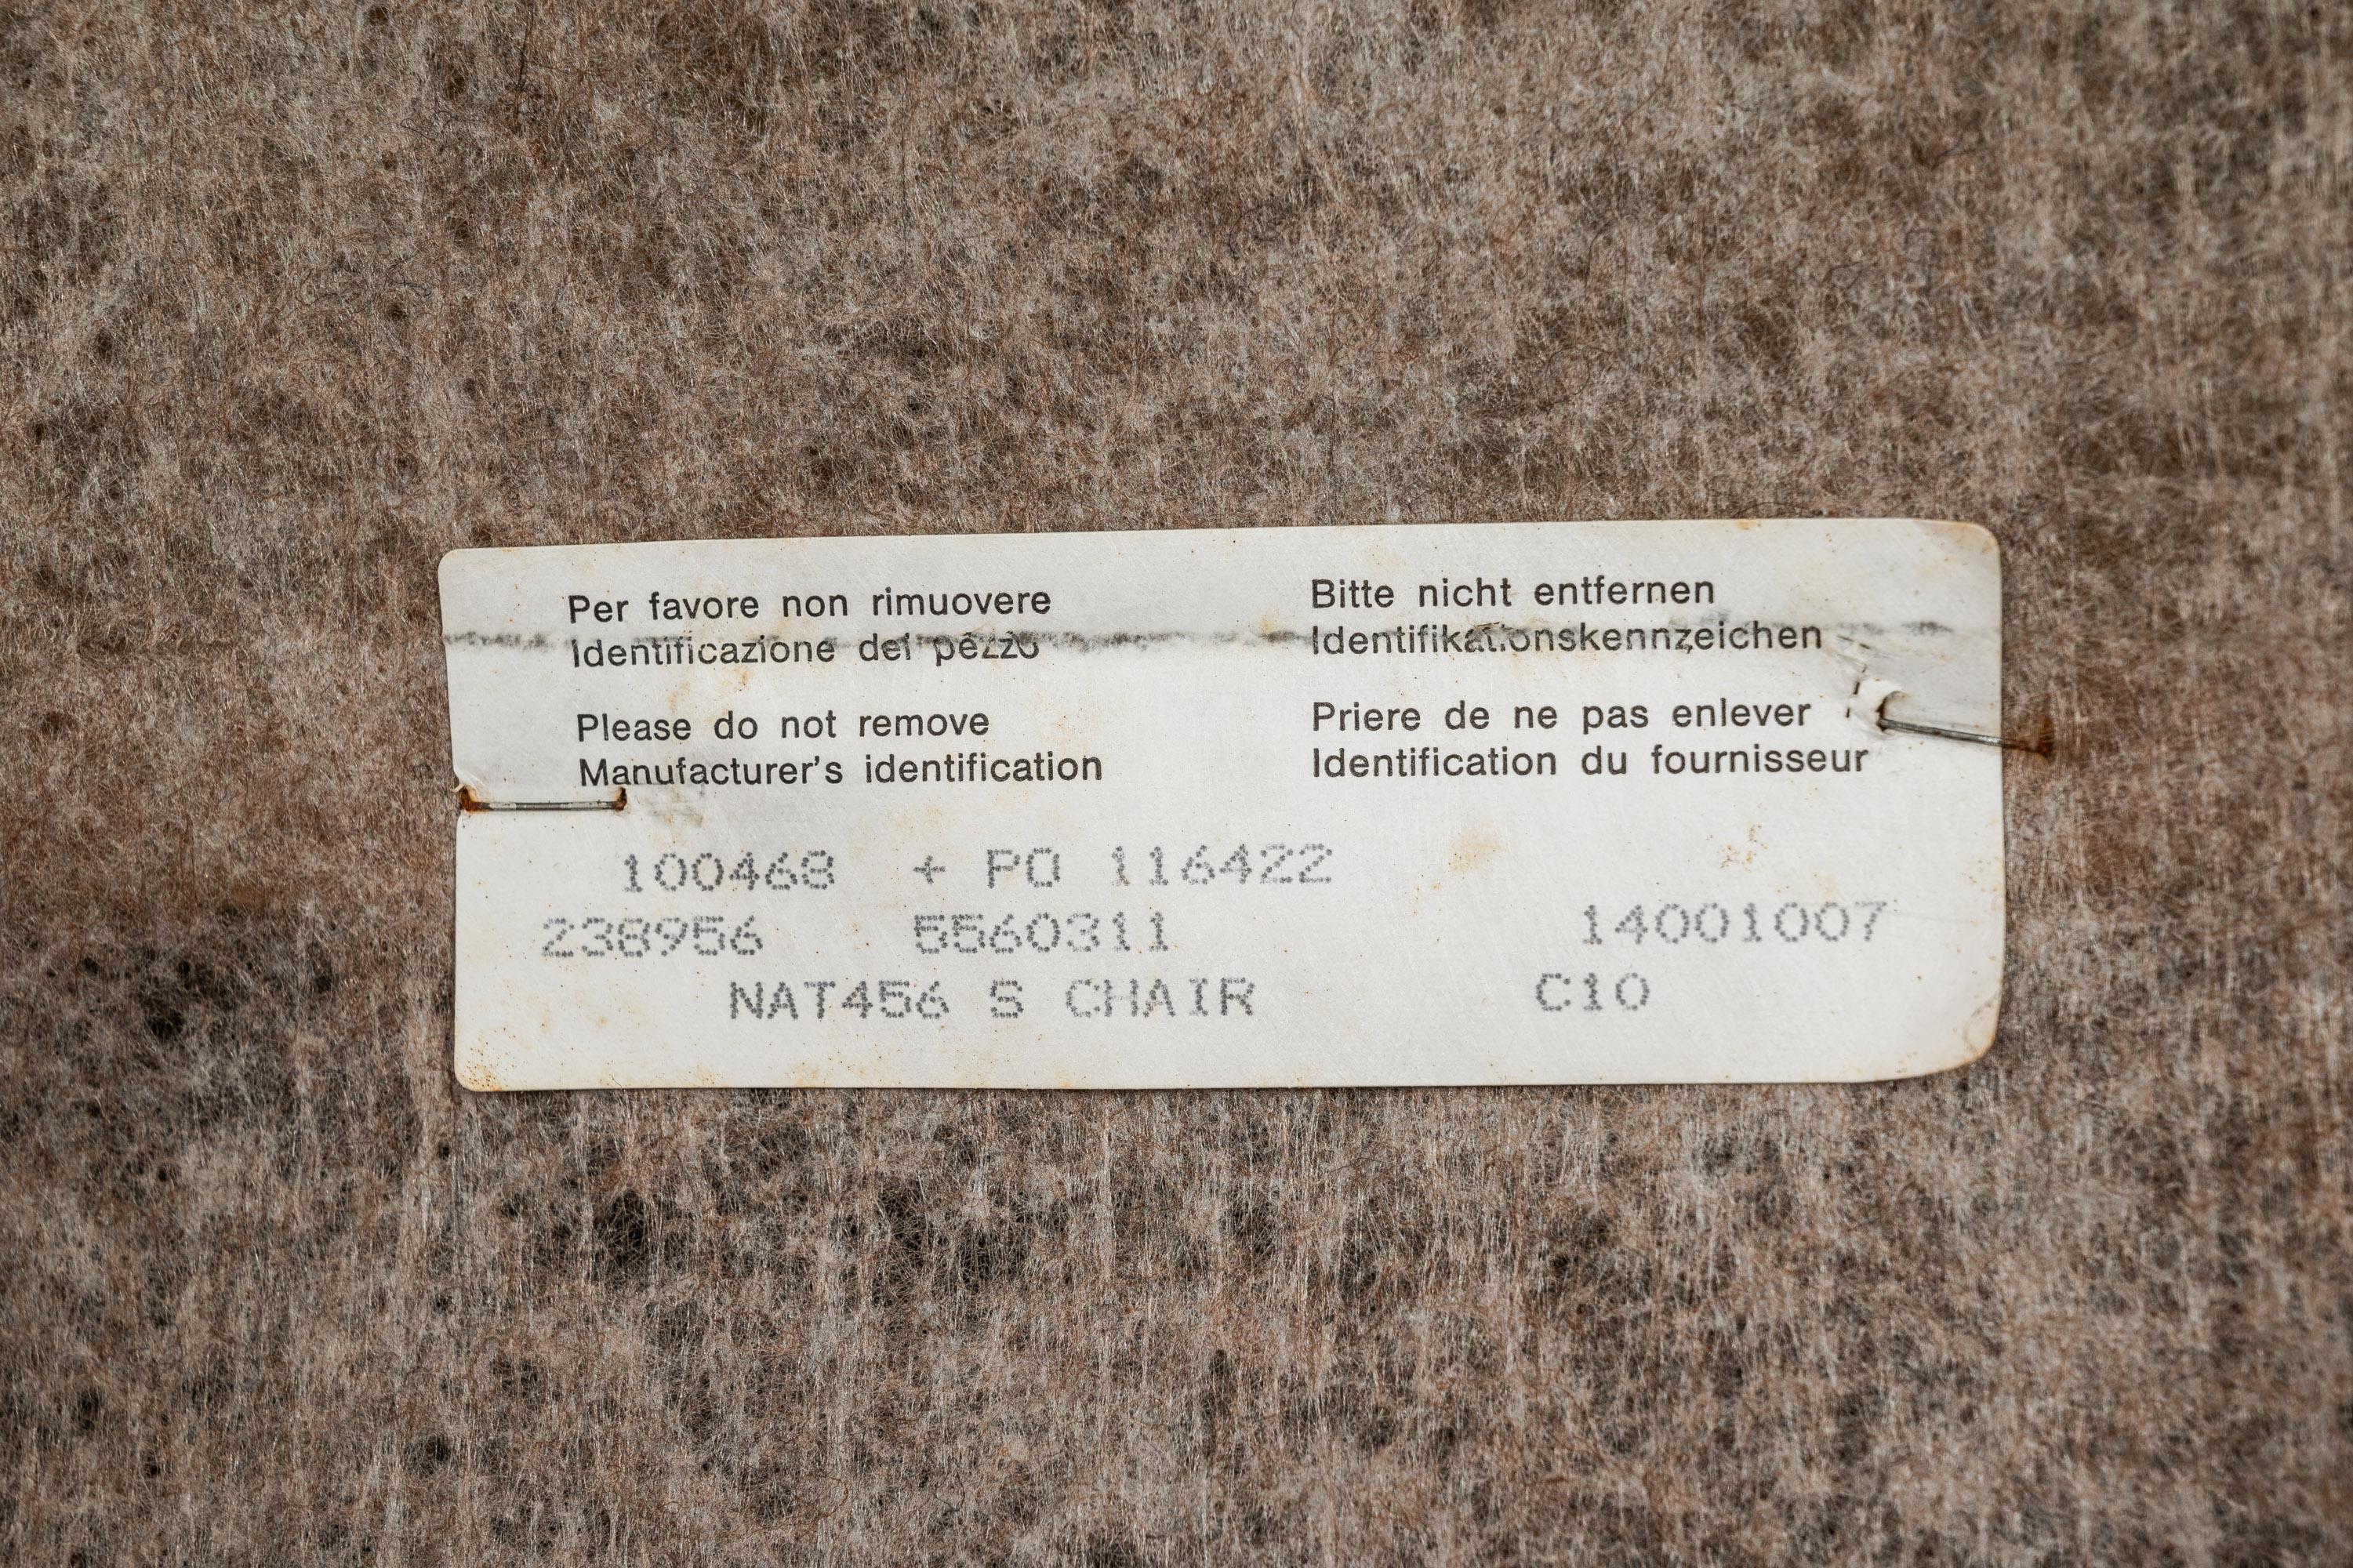 Per favore non rimuovere
Identificazione del pezzo
Bitte nicht entfernen
Identifikationskennzeichen
Please do not remove
Manufacturer's identification
Priere de ne pas enlever
Identification du fournisseur
100468 + PO 116422
238956 5560311 14001007
NAT456 S CHAIR C10